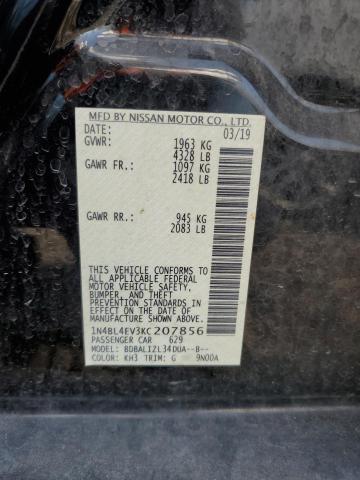 MFD BY NISSAN MOTOR CO., LTD.
DATE: 03/19
GVWR: 1963 KG
4328 LB
GAWR FR.: 1097 KG
2418 LB
GAWR RR.: 945 KG
2083 LB
THIS VEHICLE CONFORMS TO ALL
APPLICABLE FEDERAL
MOTOR VEHICLE SAFETY,
BUMPER, AND THEFT
PREVENTION STANDARDS IN
EFFECT ON THE DATE OF
MANUFACTURE SHOWN ABOVE.
1N4BL4EV3KC207856
PASSENGER CAR 629
MODEL: BDBALIZL34DUA--B--
COLOR: KH3 TRIM: G 9N00A